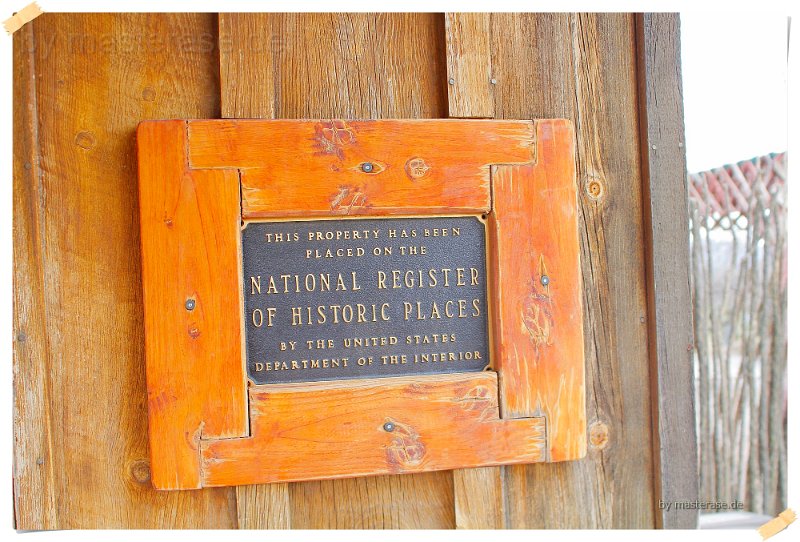 by masterase.de
THIS PROPERTY HAS BEEN
PLACED ON THE
NATIONAL REGISTER
OF HISTORIC PLACES
BY THE UNITED STATES
DEPARTMENT OF THE INTERIOR
by masterase.de